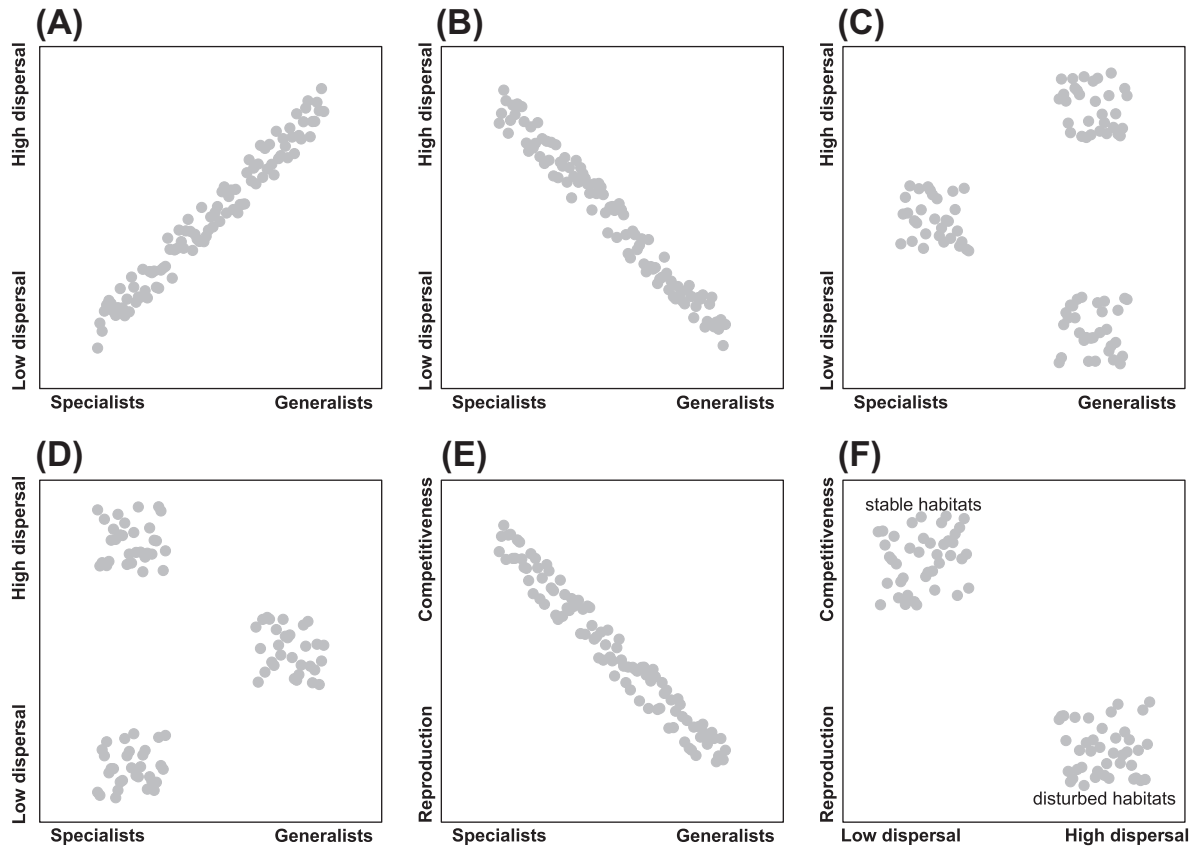 (A)
High dispersal
Low dispersal
Specialists
Generalists
(B)
High dispersal
Low dispersal
Specialists
Generalists
(C)
High dispersal
Low dispersal
Specialists
Generalists
(D)
High dispersal
Low dispersal
Specialists
Generalists
(E)
Competitiveness
Reproduction
Specialists
Generalists
(F)
Competitiveness
Reproduction
stable habitats
disturbed habitats
Low dispersal
High dispersal